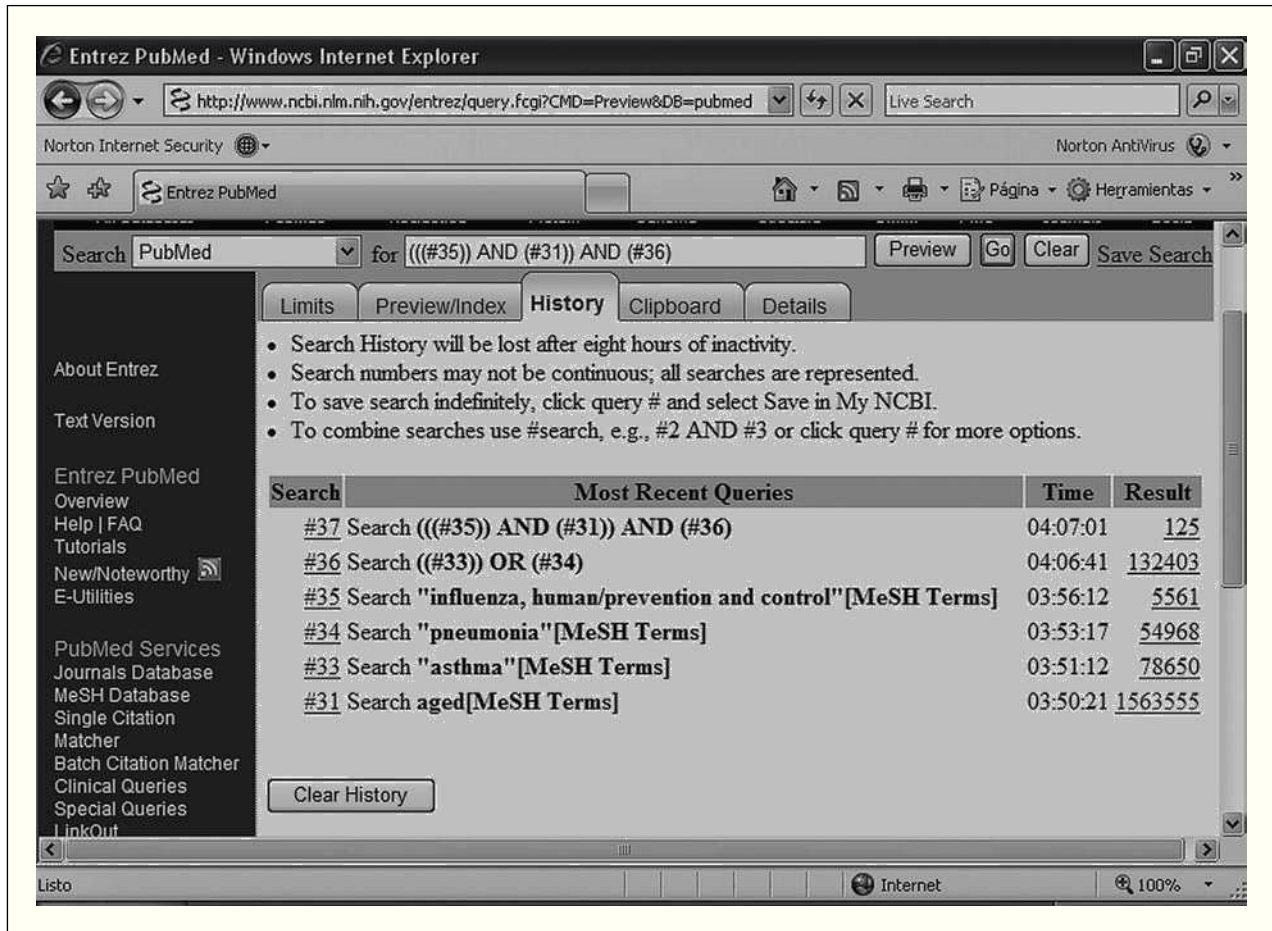 Entrez PubMed - Windows Internet Explorer
http://www.ncbi.nlm.nih.gov/entrez/query.fcgi?CMD=Preview&DB=pubmed Live Search
Norton Internet Security Norton AntiVirus
Entrez PubMed Página Herramientas »
Search PubMed for (((#35)) AND (#31)) AND (#36) Preview Go Clear Save Search
Limits Preview/Index History Clipboard Details
• Search History will be lost after eight hours of inactivity.
• Search numbers may not be continuous; all searches are represented.
• To save search indefinitely, click query # and select Save in My NCBI.
• To combine searches use #search, e.g., #2 AND #3 or click query # for more options.
About Entrez
Text Version
Entrez PubMed
Overview
Help | FAQ
Tutorials
New/Noteworthy
E-Utilities
PubMed Services
Journals Database
MeSH Database
Single Citation
Matcher
Batch Citation Matcher
Clinical Queries
Special Queries
LinkOut
Search Most Recent Queries Time Result
#37 Search (((#35)) AND (#31)) AND (#36) 04:07:01 125
#36 Search ((#33)) OR (#34) 04:06:41 132403
#35 Search "influenza, human/prevention and control"[MeSH Terms] 03:56:12 5561
#34 Search "pneumonia"[MeSH Terms] 03:53:17 54968
#33 Search "asthma"[MeSH Terms] 03:51:12 78650
#31 Search aged[MeSH Terms] 03:50:21 1563555
Clear History
Listo Internet 100%